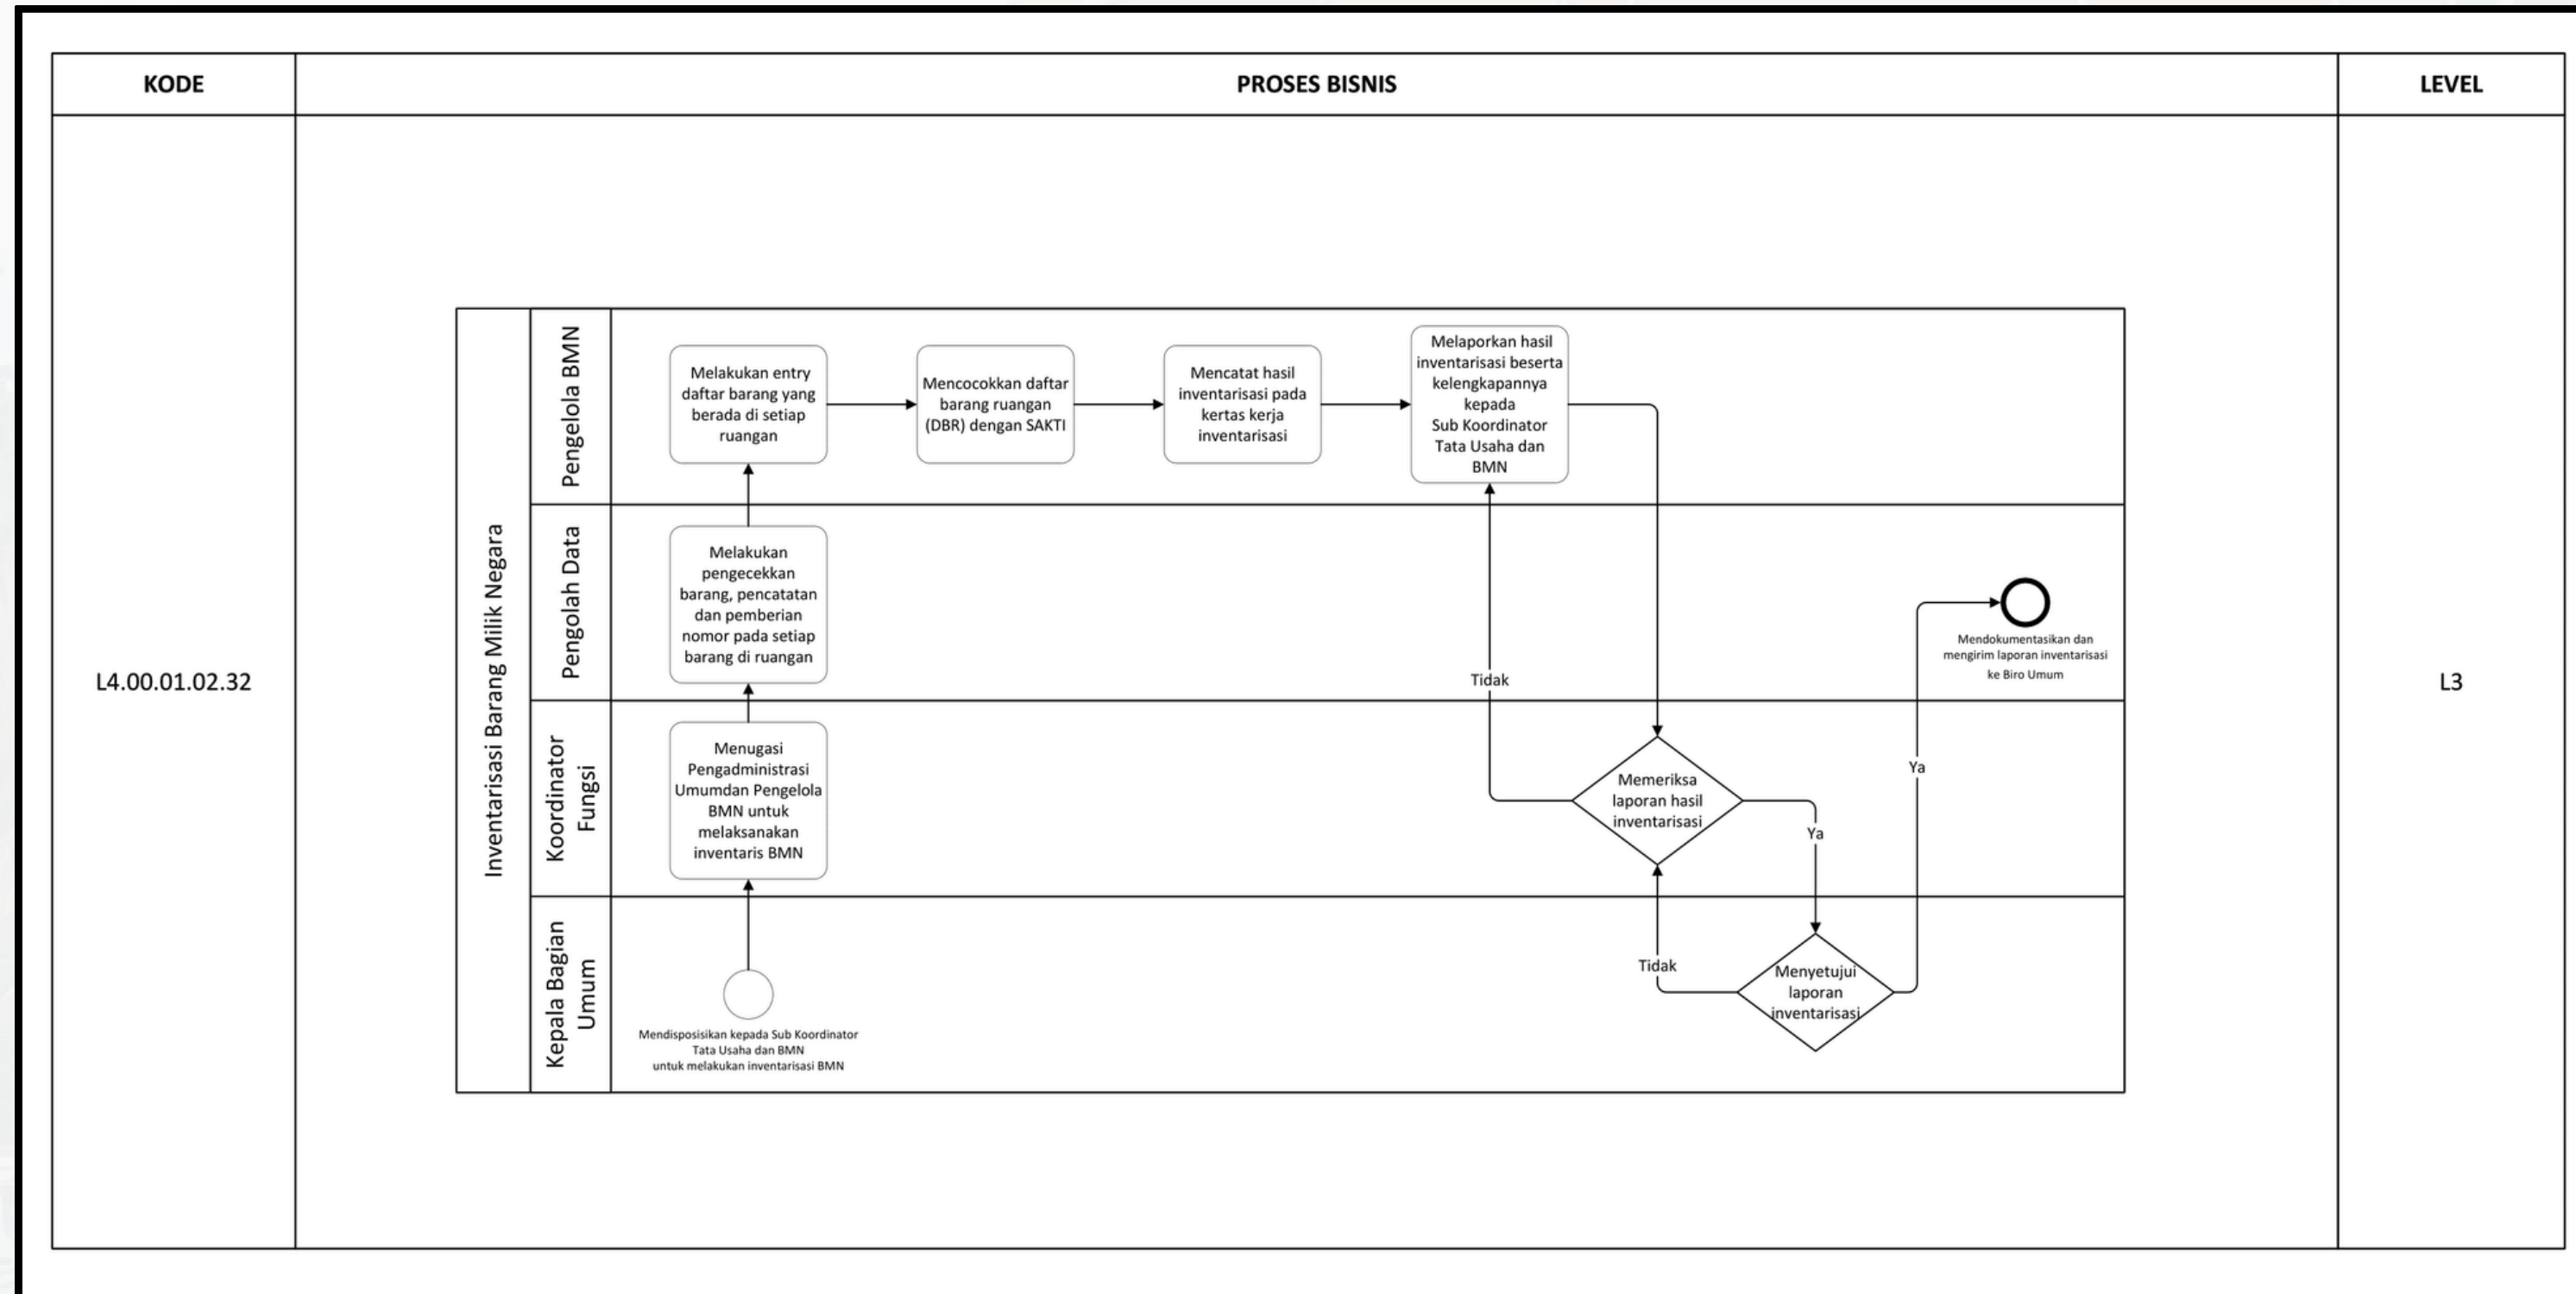 KODE
PROSES BISNIS
LEVEL
L4.00.01.02.32
L3
Inventarisasi Barang Milik Negara
Pengelola BMN
Melakukan entry
daftar barang yang
berada di setiap
ruangan
Mencocokkan daftar
barang ruangan
(DBR) dengan SAKTI
Mencatat hasil
inventarisasi pada
kertas kerja
inventarisasi
Melaporkan hasil
inventarisasi beserta
kelengkapannya
kepada
Sub Koordinator
Tata Usaha dan
BMN
Pengolah Data
Melakukan
pengecekkan
barang, pencatatan
dan pemberian
nomor pada setiap
barang di ruangan
Tidak
Mendokumentasikan dan
mengirim laporan inventarisasi
ke Biro Umum
Koordinator
Fungsi
Menugasi
Pengadministrasi
Umumdan Pengelola
BMN untuk
melaksanakan
inventaris BMN
Memeriksa
laporan hasil
inventarisasi
Ya
Ya
Kepala Bagian
Umum
Mendisposisikan kepada Sub Koordinator
Tata Usaha dan BMN
untuk melakukan inventarisasi BMN
Tidak
Menyetujui
laporan
inventarisasi